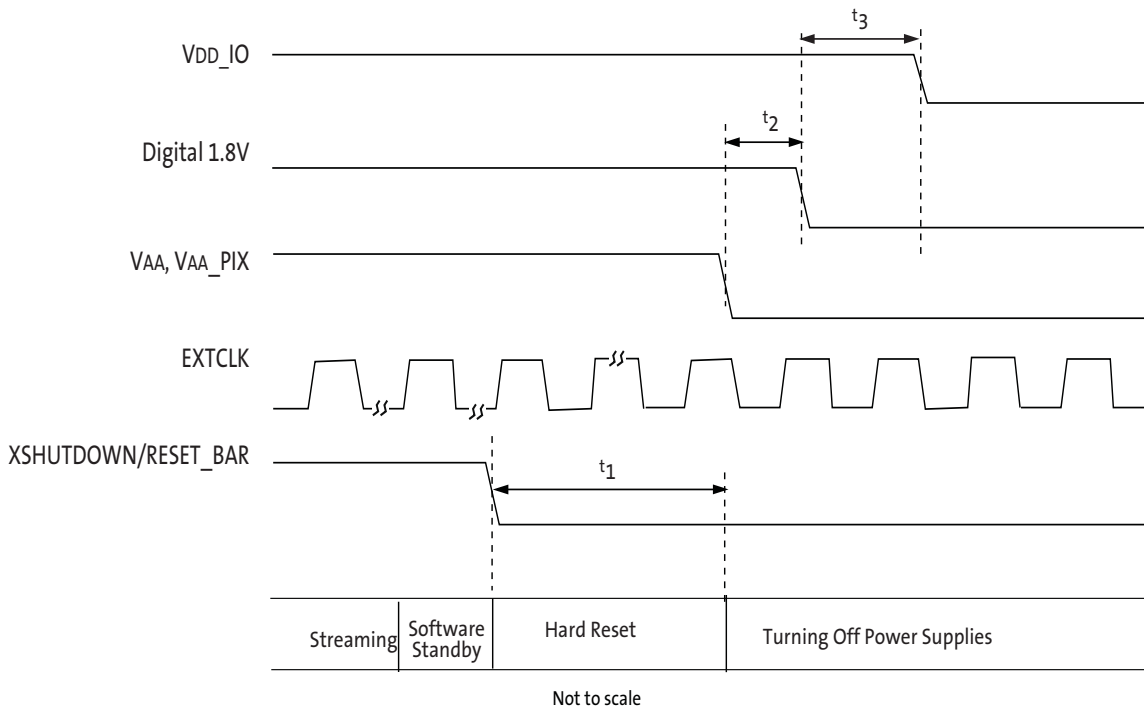 t3
VDD_IO
t2
Digital 1.8V
VAA, VAA_PIX
EXTCLK
XSHUTDOWN/RESET_BAR
t1
Streaming
Software
Standby
Hard Reset
Turning Off Power Supplies
Not to scale